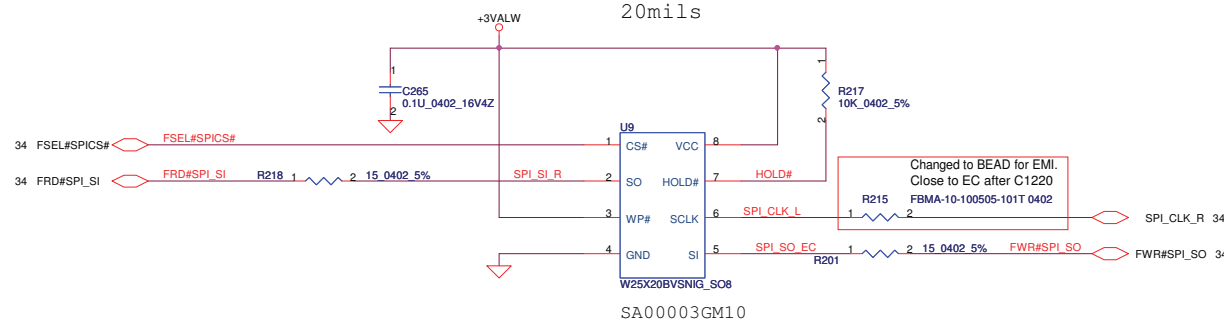 20mils
+3VALW
1
C265
0.1U_0402_16V4Z
2
1
R217
10K_0402_5%
2
U9
34 FSEL#SPICS# FSEL#SPICS# 1 CS# VCC 8
34 FRD#SPI_SI FRD#SPI_SI R218 1 2 15_0402_5% SPI_SI_R 2 SO HOLD# 7 HOLD#
Changed to BEAD for EMI.
Close to EC after C1220
R215 FBMA-10-100505-101T 0402
3 WP# SCLK 6 SPI_CLK_L 1 2 SPI_CLK_R 34
4 GND SI 5 SPI_SO_EC 1 2 15_0402_5% FWR#SPI_SO FWR#SPI_SO 34
R201
W25X20BVSNIG_SO8
SA00003GM10